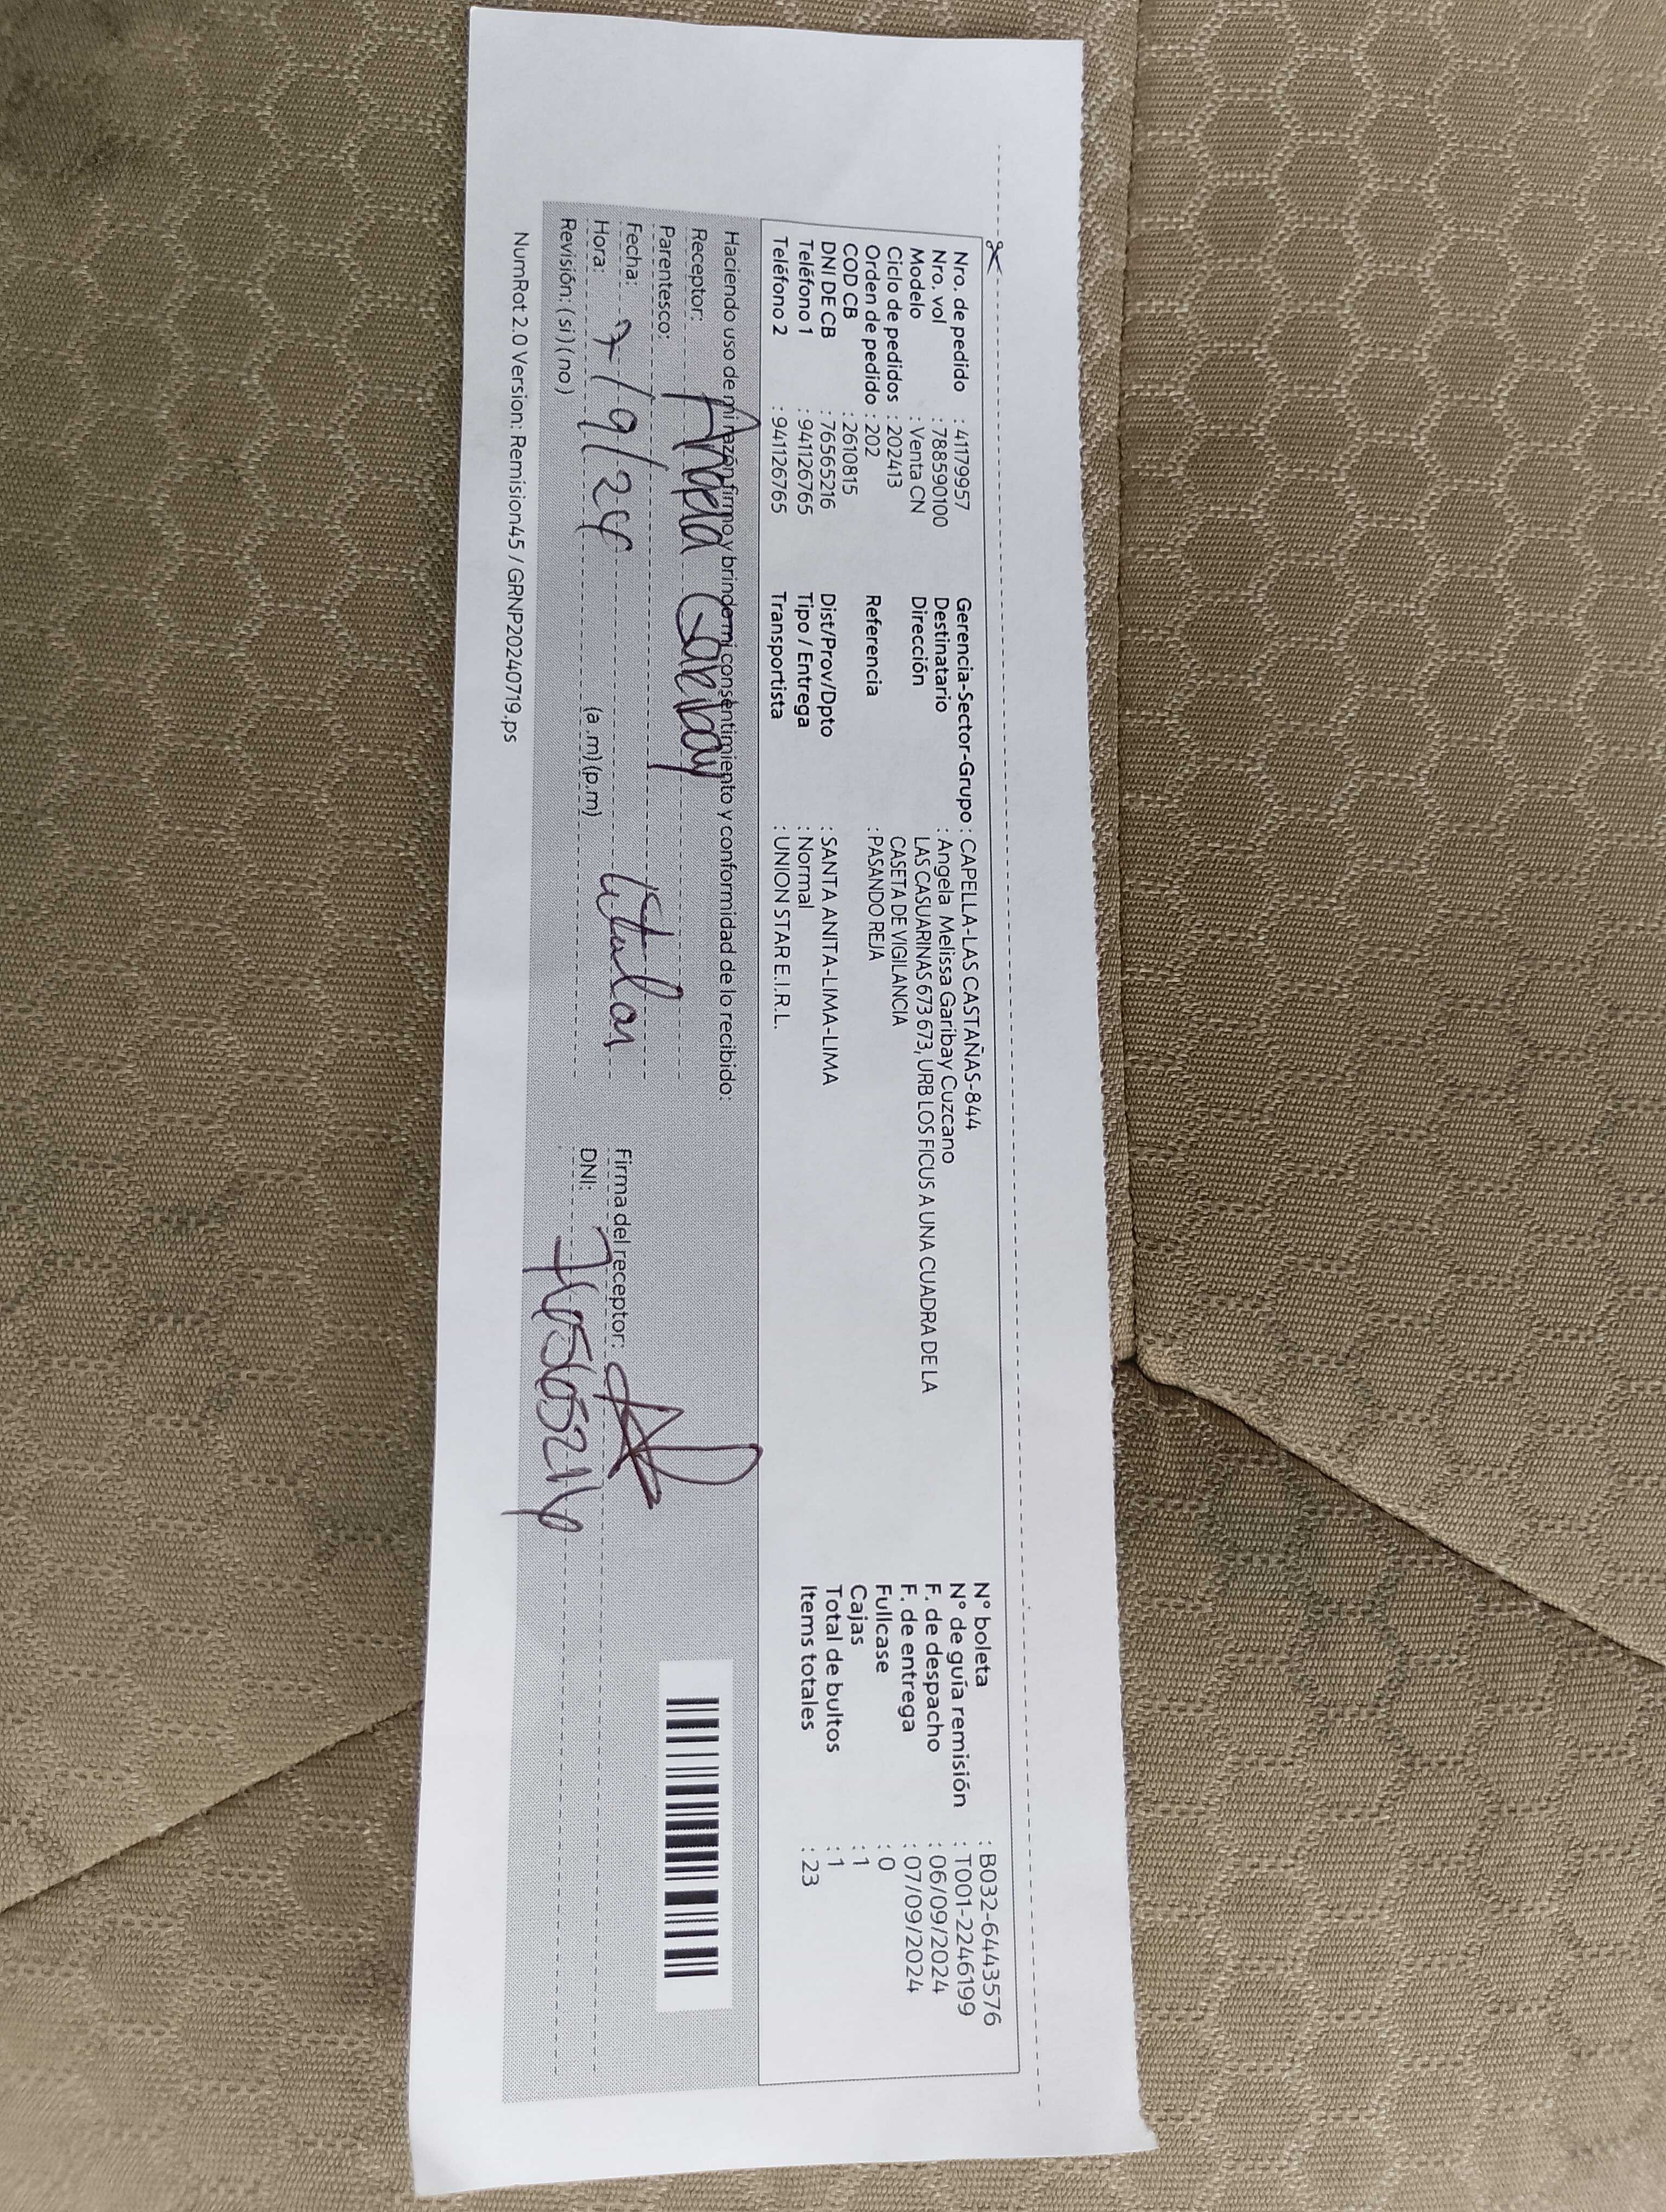 Nro. de pedido : 41179957
Nro. vol : 788590100
Modelo : Venta CN
Ciclo de pedidos : 202413
Orden de pedido : 202
COD CB : 2610815
DNI DE CB : 76565216
Teléfono 1 : 941126765
Teléfono 2 : 941126765
Gerencia-Sector-Grupo : CAPELLA-LAS CASTAÑAS-844
Destinatario : Angela Melissa Garibay Cuzcano
Dirección LAS CASUARINAS 673 673, URB LOS FICUS A UNA CUADRA DE LA
CASETA DE VIGILANCIA
Referencia : PASANDO REJA
Dist/Prov/Dpto : SANTA ANITA-LIMA-LIMA
Tipo / Entrega : Normal
Transportista : UNION STAR E.I.R.L.
N° boleta : B032-6443576
N° de guía remisión : T001-2246199
F. de despacho : 06/09/2024
F. de entrega : 07/09/2024
Fullcase : 0
Cajas : 1
Total de bultos : 1
Items totales : 23
Haciendo uso de mi razón firmo y brindo mi consentimiento y conformidad de lo recibido:
Receptor: Angela Garibay
Parentesco: titular
Fecha: 7/9/24
Hora: (a.m) (p.m)
Revisión: ( si ) ( no )
Firma del receptor:
DNI: 76565216
NumRot 2.0 Version: Remision45 / GRNP20240719.ps